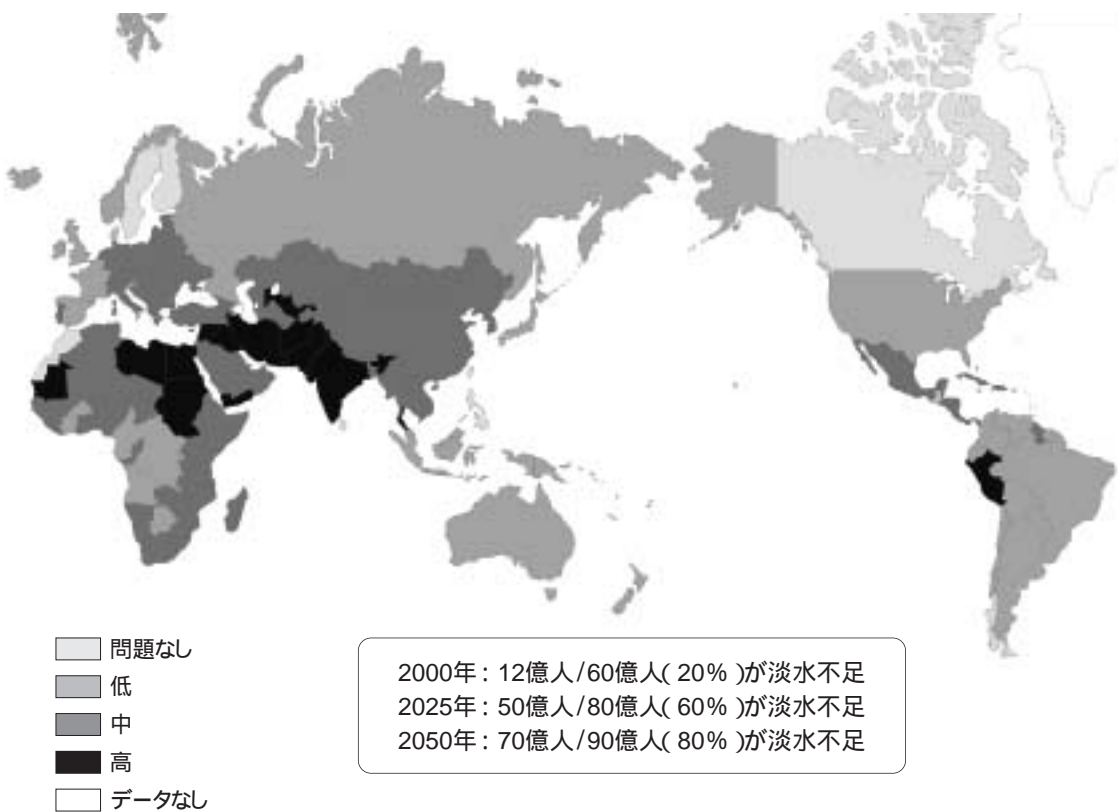 問題なし
低
中
高
データなし
2000年: 12億人/60億人( 20% )が淡水不足
2025年: 50億人/80億人( 60% )が淡水不足
2050年: 70億人/90億人( 80% )が淡水不足